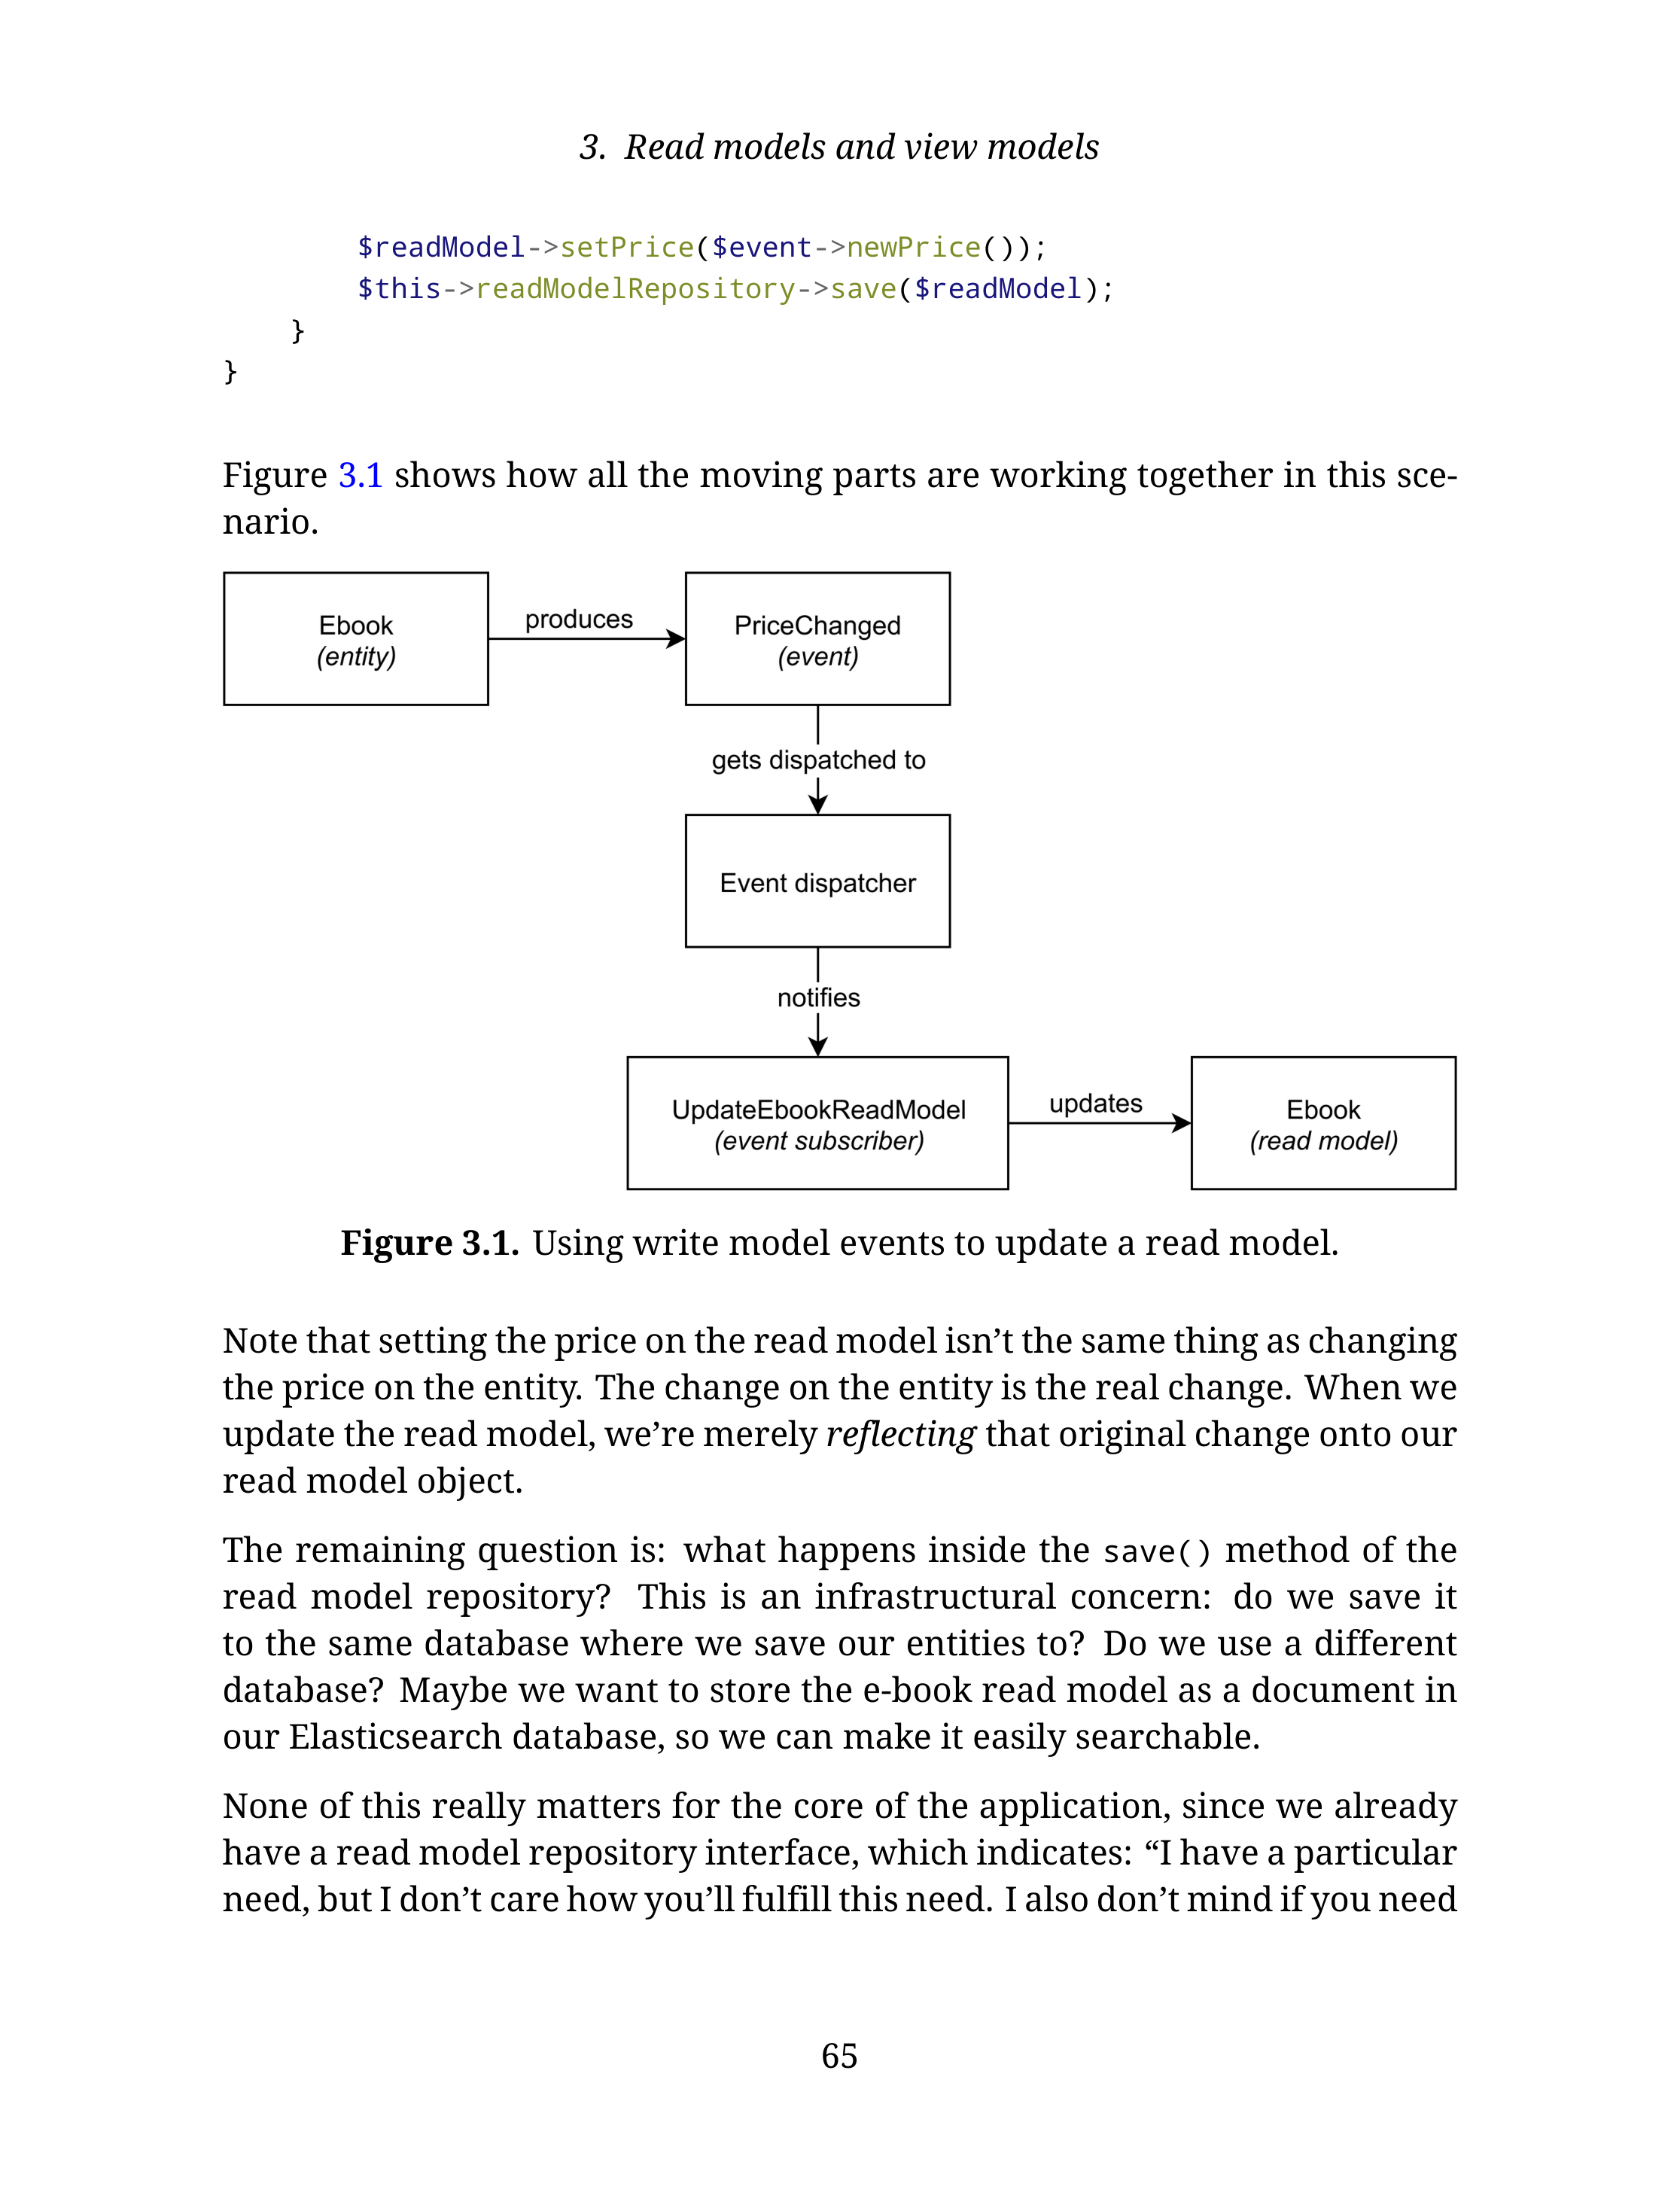 3. Read models and view models
$readModel->setPrice($event->newPrice());
$this->readModelRepository->save($readModel);
}
}
Figure 3.1 shows how all the moving parts are working together in this sce-
nario.
Ebook
(entity)
produces
PriceChanged
(event)
gets dispatched to
Event dispatcher
notifies
UpdateEbookReadModel
(event subscriber)
updates
Ebook
(read model)
Figure 3.1. Using write model events to update a read model.
Note that setting the price on the read model isn’t the same thing as changing
the price on the entity. The change on the entity is the real change. When we
update the read model, we’re merely reflecting that original change onto our
read model object.
The remaining question is: what happens inside the save() method of the
read model repository? This is an infrastructural concern: do we save it
to the same database where we save our entities to? Do we use a different
database? Maybe we want to store the e-book read model as a document in
our Elasticsearch database, so we can make it easily searchable.
None of this really matters for the core of the application, since we already
have a read model repository interface, which indicates: “I have a particular
need, but I don’t care how you’ll fulfill this need. I also don’t mind if you need
65